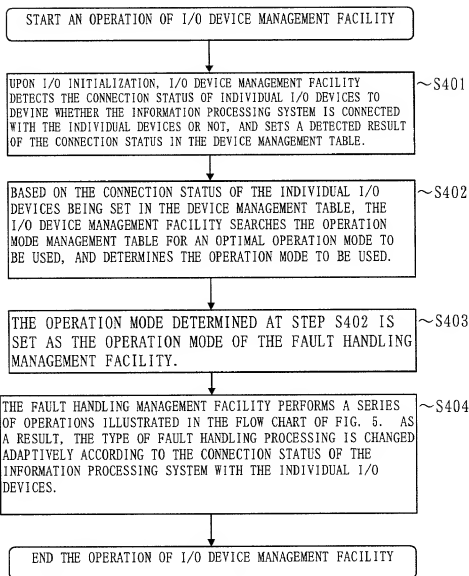 START AN OPERATION OF I/O DEVICE MANAGEMENT FACILITY
UPON I/O INITIALIZATION, I/O DEVICE MANAGEMENT FACILITY
DETECTS THE CONNECTION STATUS OF INDIVIDUAL I/O DEVICES TO
DEVINE WHETHER THE INFORMATION PROCESSING SYSTEM IS CONNECTED
WITH THE INDIVIDUAL DEVICES OR NOT, AND SETS A DETECTED RESULT
OF THE CONNECTION STATUS IN THE DEVICE MANAGEMENT TABLE.
~S401
BASED ON THE CONNECTION STATUS OF THE INDIVIDUAL I/O
DEVICES BEING SET IN THE DEVICE MANAGEMENT TABLE, THE
I/O DEVICE MANAGEMENT FACILITY SEARCHES THE OPERATION
MODE MANAGEMENT TABLE FOR AN OPTIMAL OPERATION MODE TO
BE USED, AND DETERMINES THE OPERATION MODE TO BE USED.
~S402
THE OPERATION MODE DETERMINED AT STEP S402 IS
SET AS THE OPERATION MODE OF THE FAULT HANDLING
MANAGEMENT FACILITY.
~S403
THE FAULT HANDLING MANAGEMENT FACILITY PERFORMS A SERIES
OF OPERATIONS ILLUSTRATED IN THE FLOW CHART OF FIG. 5. AS
A RESULT, THE TYPE OF FAULT HANDLING PROCESSING IS CHANGED
ADAPTIVELY ACCORDING TO THE CONNECTION STATUS OF THE
INFORMATION PROCESSING SYSTEM WITH THE INDIVIDUAL I/O
DEVICES.
~S404
END THE OPERATION OF I/O DEVICE MANAGEMENT FACILITY